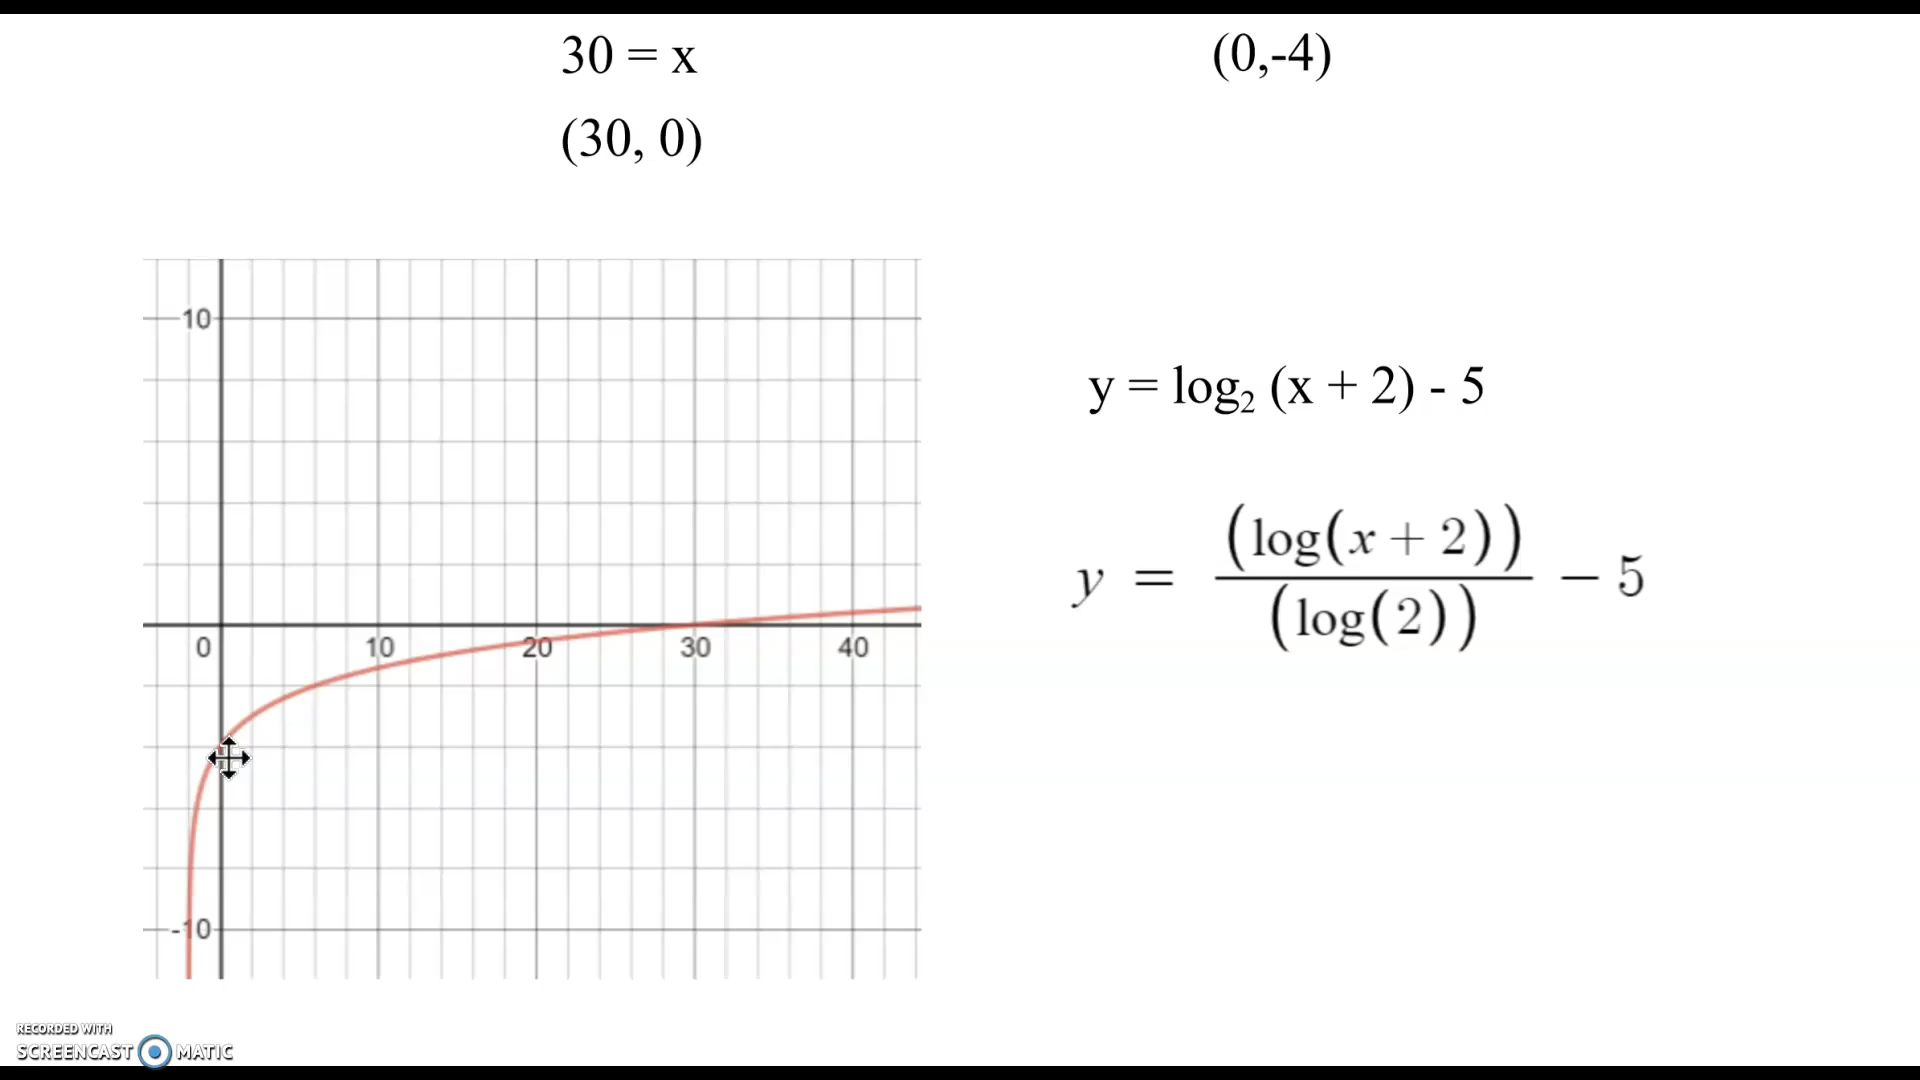 30 = x
(0,-4)
(30, 0)
10
0
10
20
30
40
-10
y = log₂ (x + 2) - 5
y = (log(x + 2)) / (log(2)) − 5
RECORDED WITH
SCREENCAST MATIC